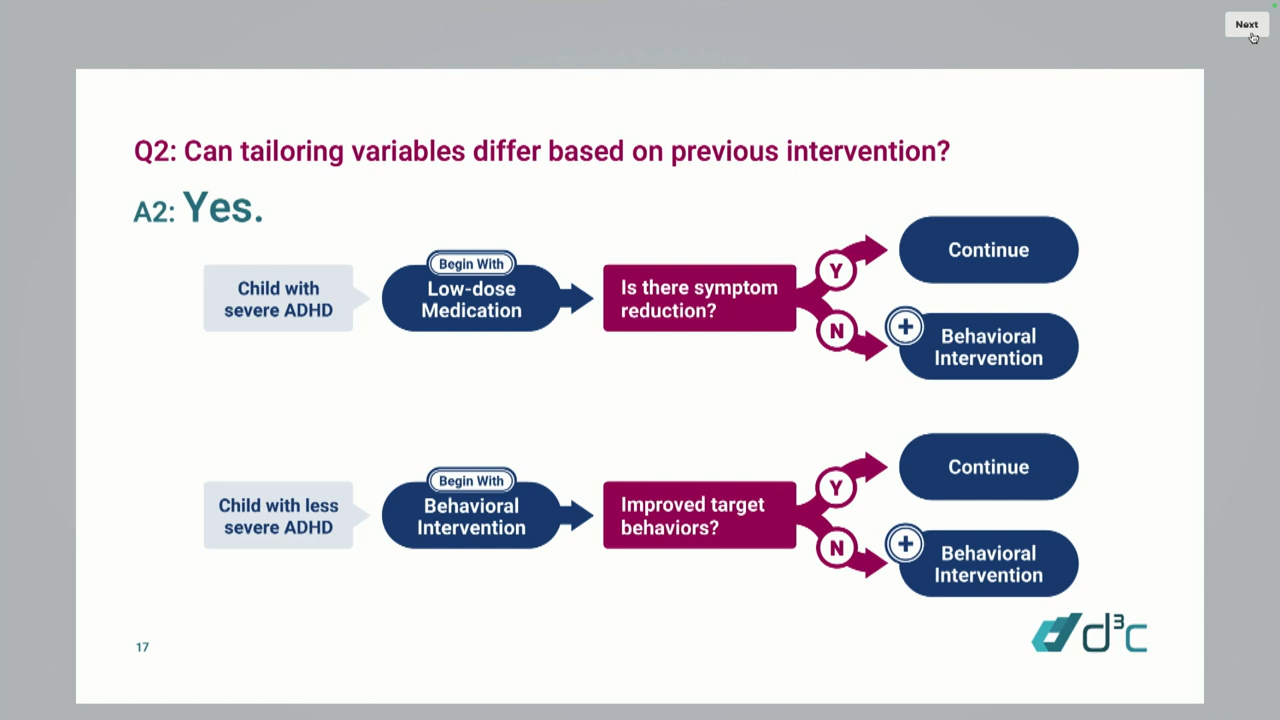 Next
Q2: Can tailoring variables differ based on previous intervention?
A2: Yes.
Child with
severe ADHD
Begin With
Low-dose
Medication
Is there symptom
reduction?
Y
N
Continue
+
Behavioral
Intervention
Child with less
severe ADHD
Begin With
Behavioral
Intervention
Improved target
behaviors?
Y
N
Continue
+
Behavioral
Intervention
17
d³c